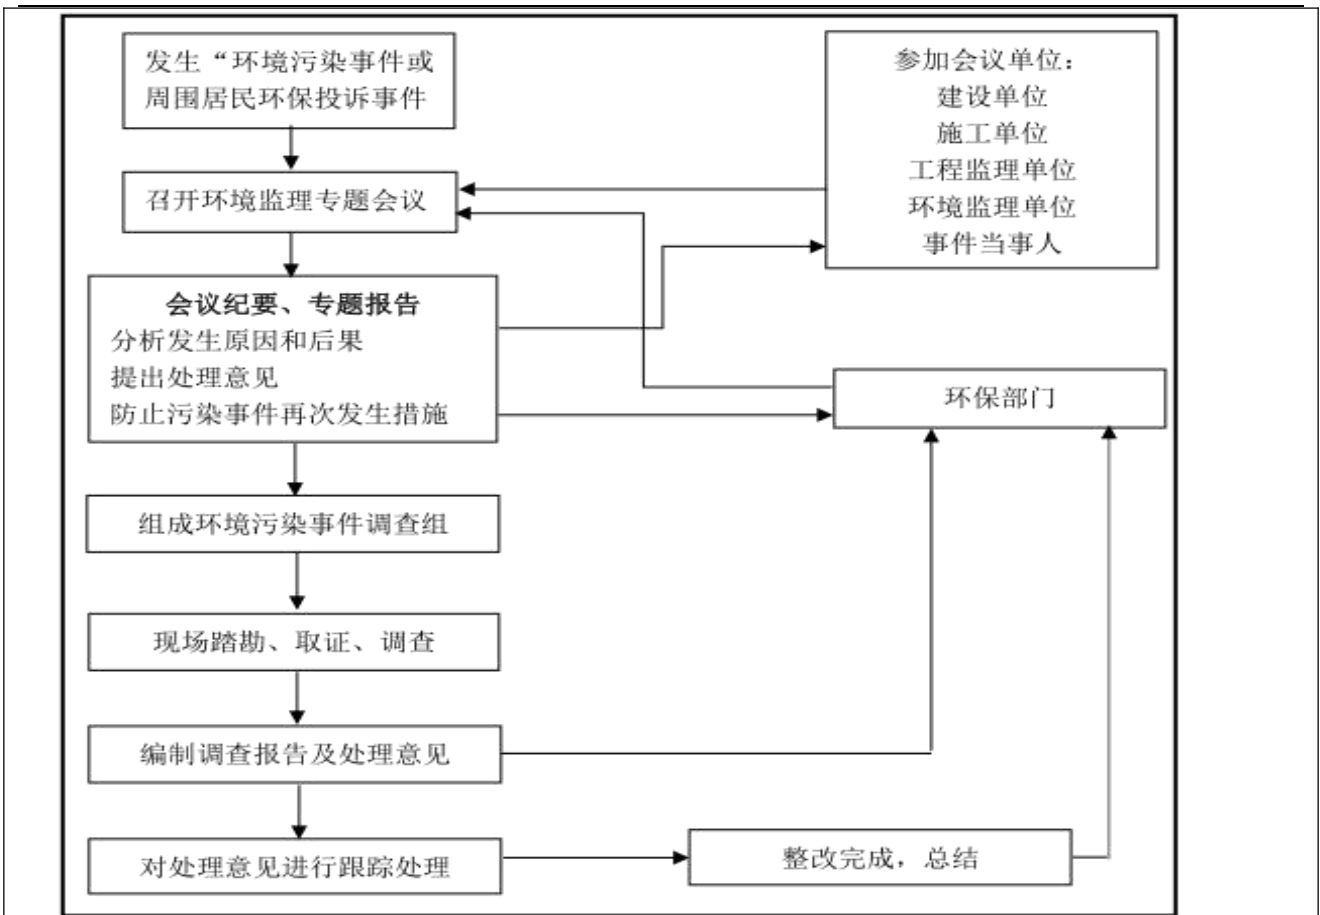 发生“环境污染事件或
周围居民环保投诉事件
召开环境监理专题会议
会议纪要、专题报告
分析发生原因和后果
提出处理意见
防止污染事件再次发生措施
组成环境污染事件调查组
现场踏勘、取证、调查
编制调查报告及处理意见
对处理意见进行跟踪处理
整改完成，总结
参加会议单位：
建设单位
施工单位
工程监理单位
环境监理单位
事件当事人
环保部门